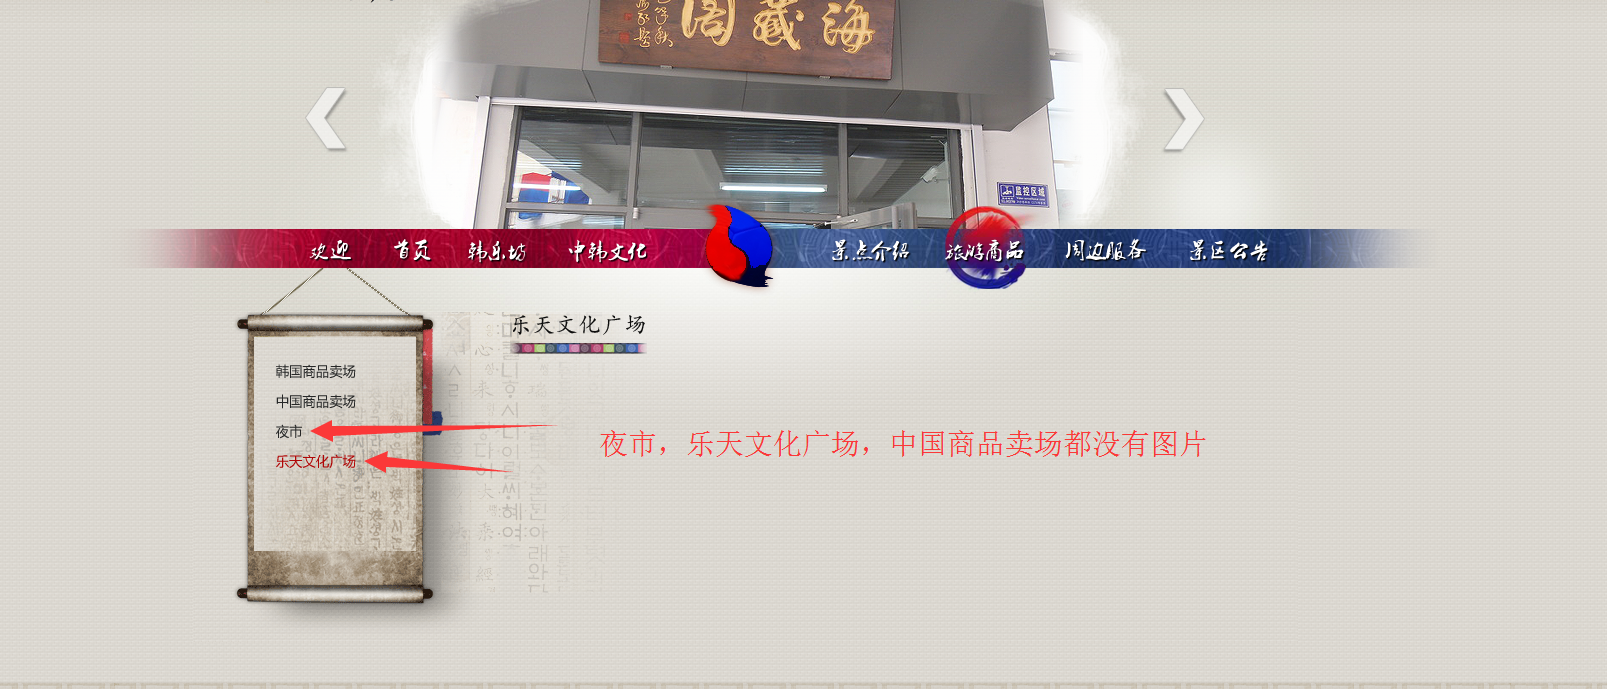 海藏阁
监控区域
欢迎 首页 韩乐坊 中韩文化 景点介绍 旅游商品 周边服务 景区公告
乐天文化广场
韩国商品卖场
中国商品卖场
夜市
乐天文化广场
夜市，乐天文化广场，中国商品卖场都没有图片